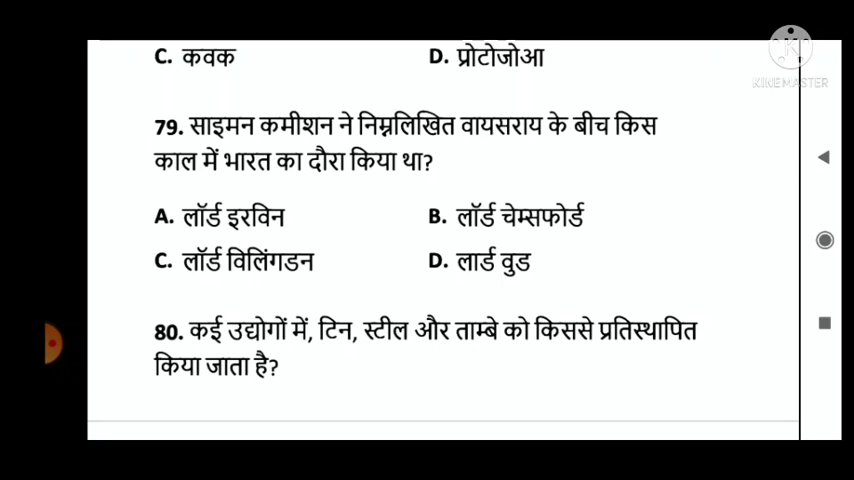 C. कवक D. प्रोटोजोआ
KINEMASTER
79. साइमन कमीशन ने निम्नलिखित वायसराय के बीच किस
काल में भारत का दौरा किया था?
A. लॉर्ड इरविन B. लॉर्ड चेम्सफोर्ड
C. लॉर्ड विलिंगडन D. लार्ड वुड
80. कई उद्योगों में, टिन, स्टील और ताम्बे को किससे प्रतिस्थापित
किया जाता है?